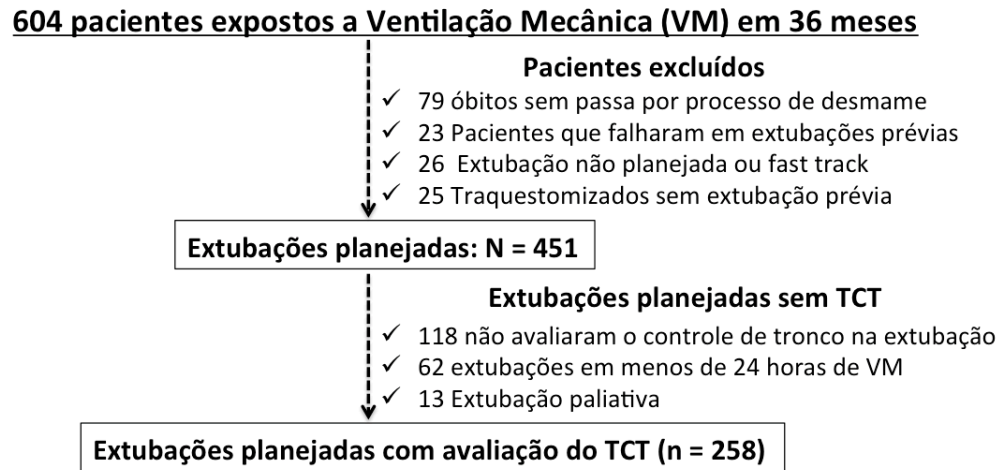 604 pacientes expostos a Ventilação Mecânica (VM) em 36 meses
Pacientes excluídos
✓ 79 óbitos sem passa por processo de desmame
✓ 23 Pacientes que falharam em extubações prévias
✓ 26 Extubação não planejada ou fast track
✓ 25 Traquestomizados sem extubação prévia
Extubações planejadas: N = 451
Extubações planejadas sem TCT
✓ 118 não avaliaram o controle de tronco na extubação
✓ 62 extubações em menos de 24 horas de VM
✓ 13 Extubação paliativa
Extubações planejadas com avaliação do TCT (n = 258)